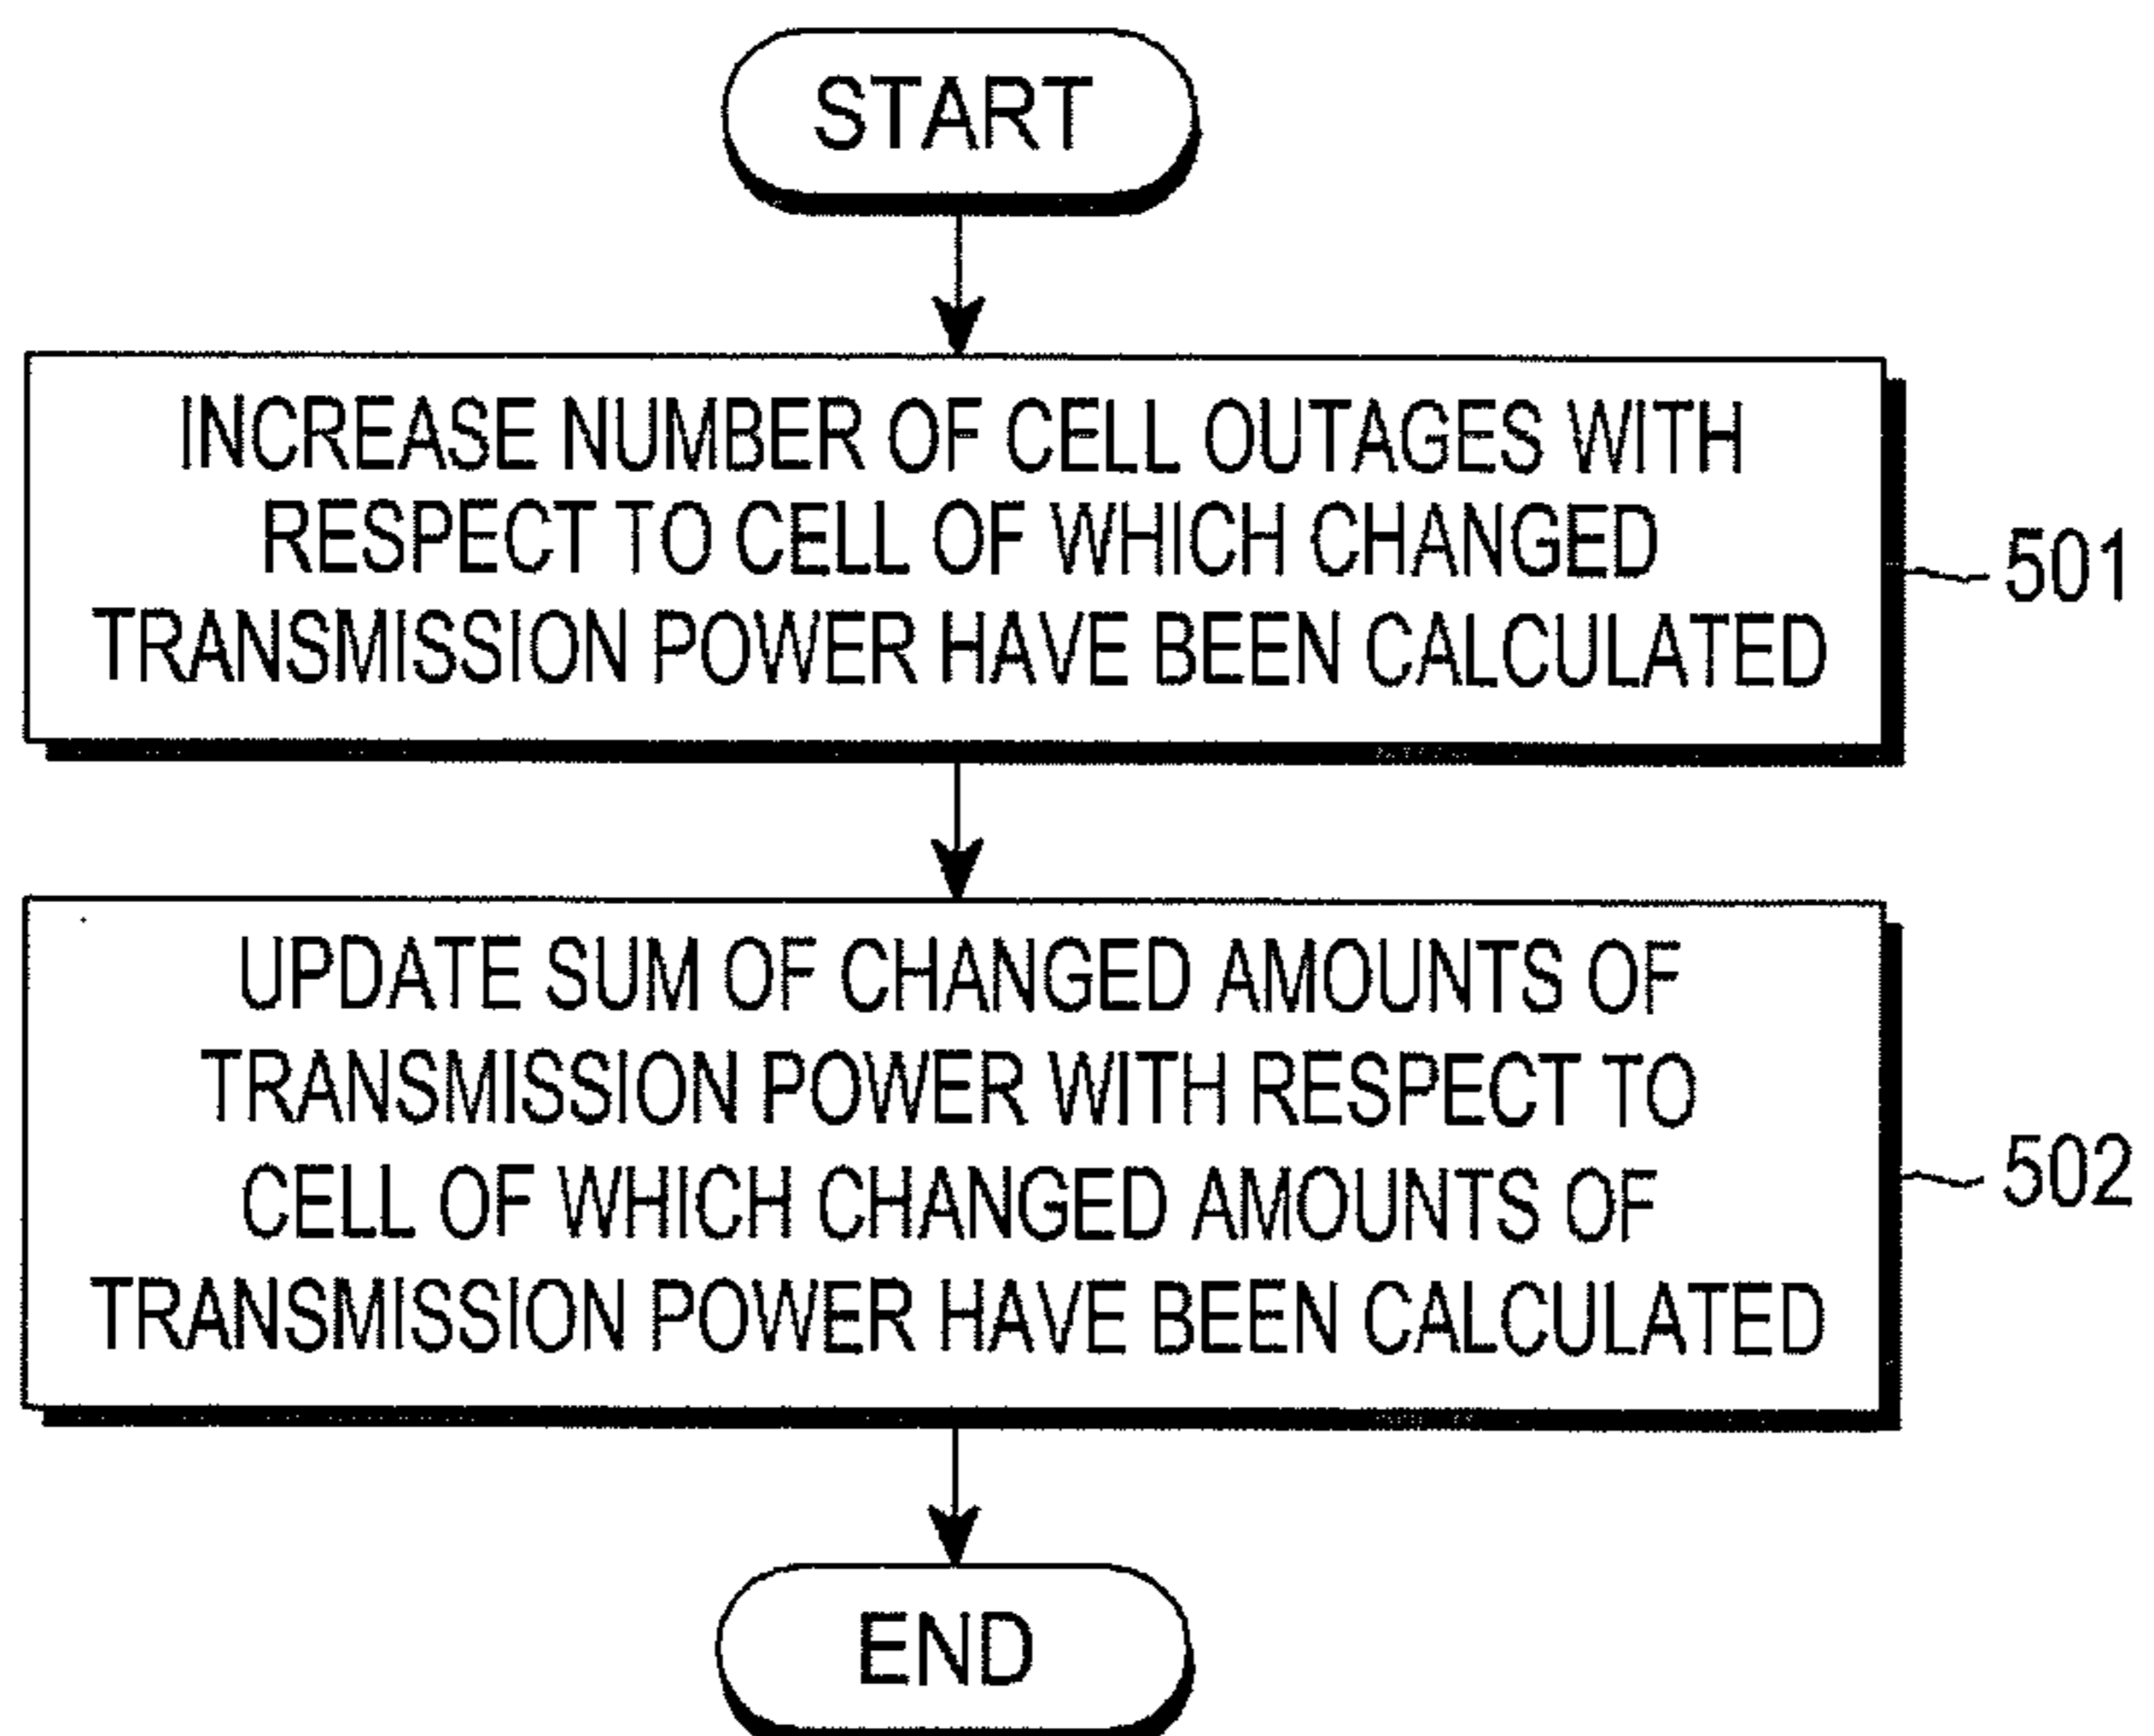 START
INCREASE NUMBER OF CELL OUTAGES WITH
RESPECT TO CELL OF WHICH CHANGED
TRANSMISSION POWER HAVE BEEN CALCULATED
501
UPDATE SUM OF CHANGED AMOUNTS OF
TRANSMISSION POWER WITH RESPECT TO
CELL OF WHICH CHANGED AMOUNTS OF
TRANSMISSION POWER HAVE BEEN CALCULATED
502
END